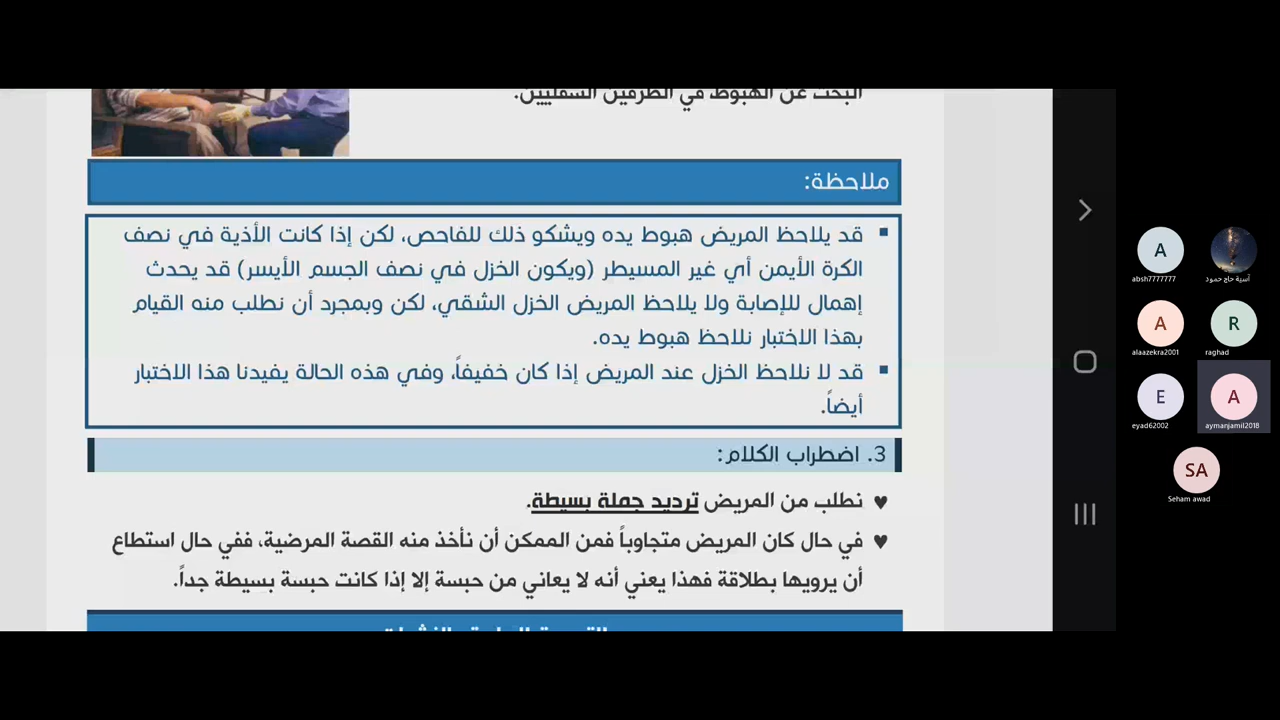 البحث عن الهبوط في الطرفين السفليين.
ملاحظة:
▪ قد يلاحظ المريض هبوط يده ويشكو ذلك للفاحص، لكن إذا كانت الأذية في نصف
الكرة الأيمن أي غير المسيطر (ويكون الخزل في نصف الجسم الأيسر) قد يحدث
إهمال للإصابة ولا يلاحظ المريض الخزل الشقي، لكن وبمجرد أن نطلب منه القيام
بهذا الاختبار نلاحظ هبوط يده.
▪ قد لا نلاحظ الخزل عند المريض إذا كان خفيفاً، وفي هذه الحالة يفيدنا هذا الاختبار
أيضاً.
3. اضطراب الكلام:
♥ نطلب من المريض ترديد جملة بسيطة.
♥ في حال كان المريض متجاوباً فمن الممكن أن نأخذ منه القصة المرضية، ففي حال استطاع
أن يرويها بطلاقة فهذا يعني أنه لا يعاني من حبسة إلا إذا كانت حبسة بسيطة جداً.
A
absh7777777
آسية حاج حمود
A
alaazekra2001
R
raghad
E
eyad62002
A
aymanjamil2018
SA
Seham awad